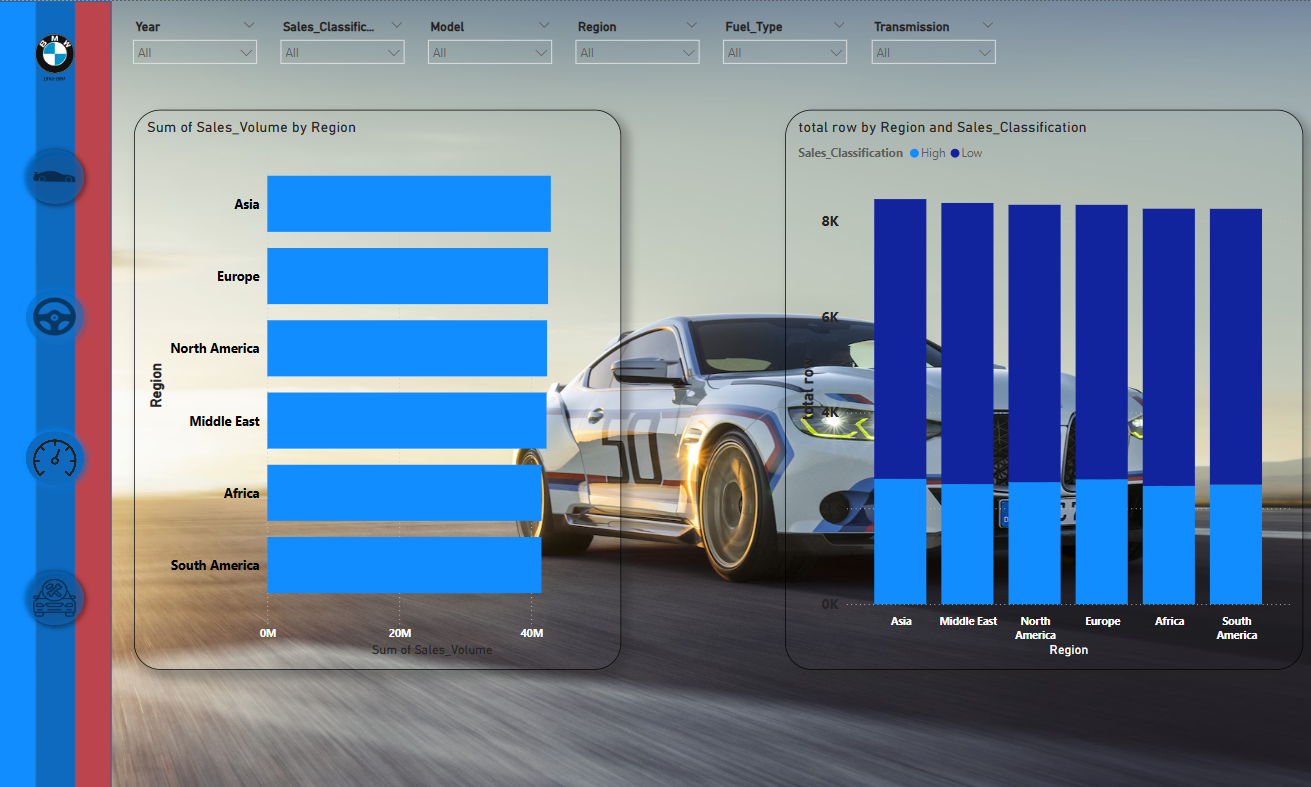 Year
Sales_Classific...
Model
Region
Fuel_Type
Transmission
All
All
All
All
All
All
BMW
Sum of Sales_Volume by Region
Region
Asia
Europe
North America
Middle East
Africa
South America
0M
20M
40M
Sum of Sales_Volume
total row by Region and Sales_Classification
Sales_Classification
High
Low
total row
8K
6K
4K
0K
Asia
Middle East
North
America
Europe
Africa
South
America
Region
50